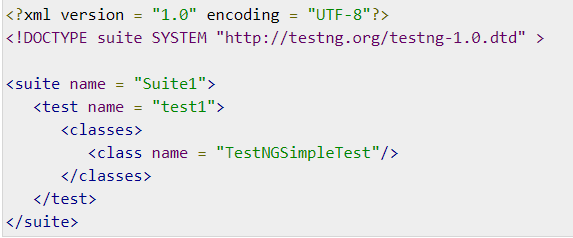 <?xml version = "1.0" encoding = "UTF-8"?>
<!DOCTYPE suite SYSTEM "http://testng.org/testng-1.0.dtd" >

<suite name = "Suite1">
   <test name = "test1">
      <classes>
         <class name = "TestNGSimpleTest"/>
      </classes>
   </test>
</suite>